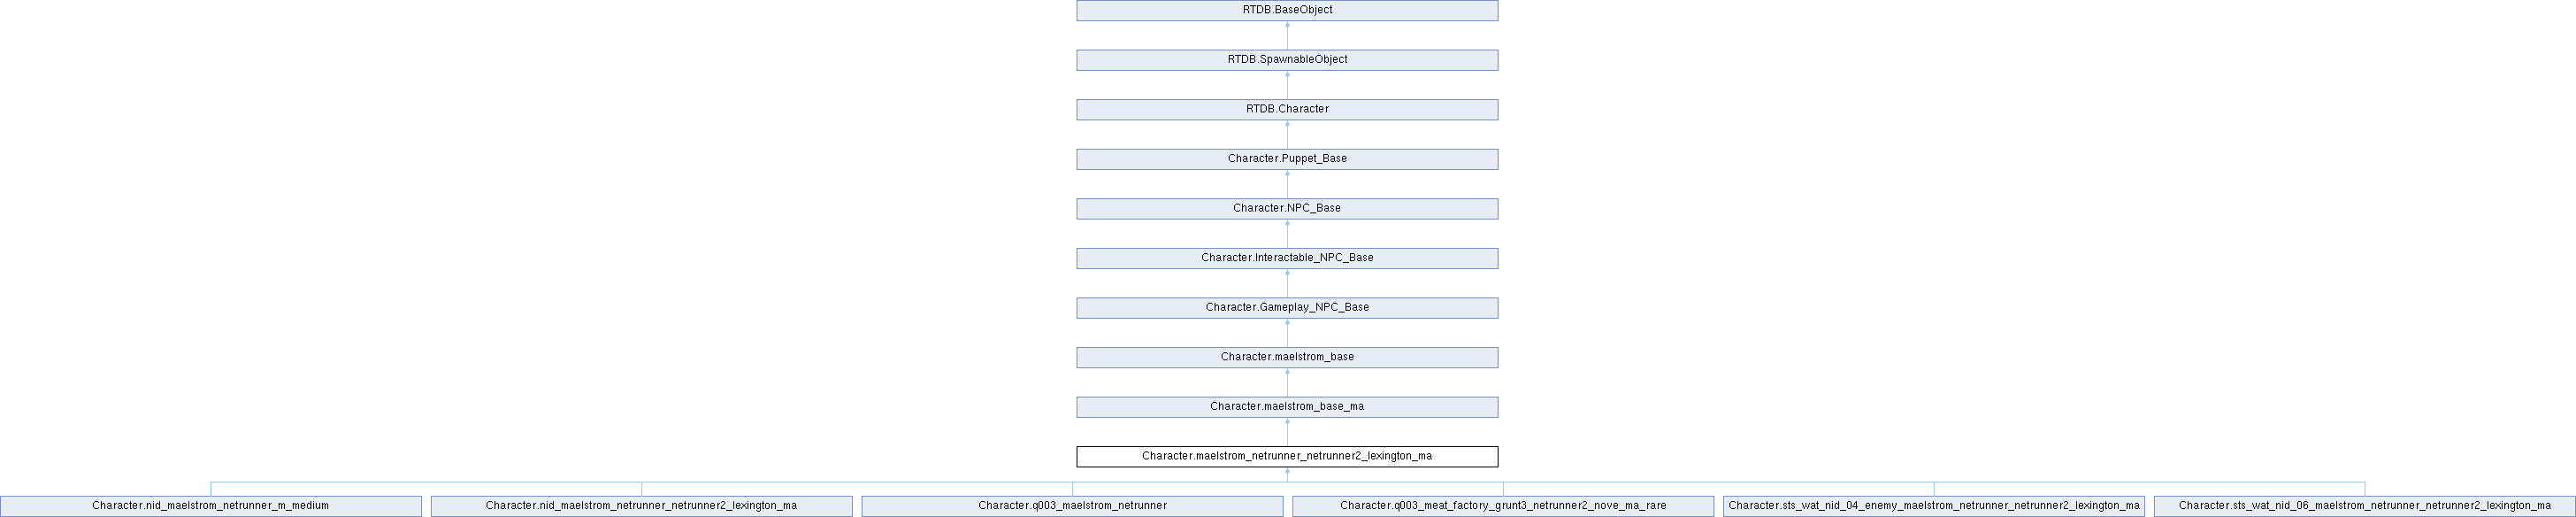 RTDB.BaseObject
RTDB.SpawnableObject
RTDB.Character
Character.Puppet_Base
Character.NPC_Base
Character.Interactable_NPC_Base
Character.Gameplay_NPC_Base
Character.maelstrom_base
Character.maelstrom_base_ma
Character.maelstrom_netrunner_netrunner2_lexington_ma
Character.nid_maelstrom_netrunner_m_medium
Character.nid_maelstrom_netrunner_netrunner2_lexington_ma
Character.q003_maelstrom_netrunner
Character.q003_meat_factory_grunt3_netrunner2_nove_ma_rare
Character.sts_wat_nid_04_enemy_maelstrom_netrunner_netrunner2_lexington_ma
Character.sts_wat_nid_06_maelstrom_netrunner_netrunner2_lexington_ma